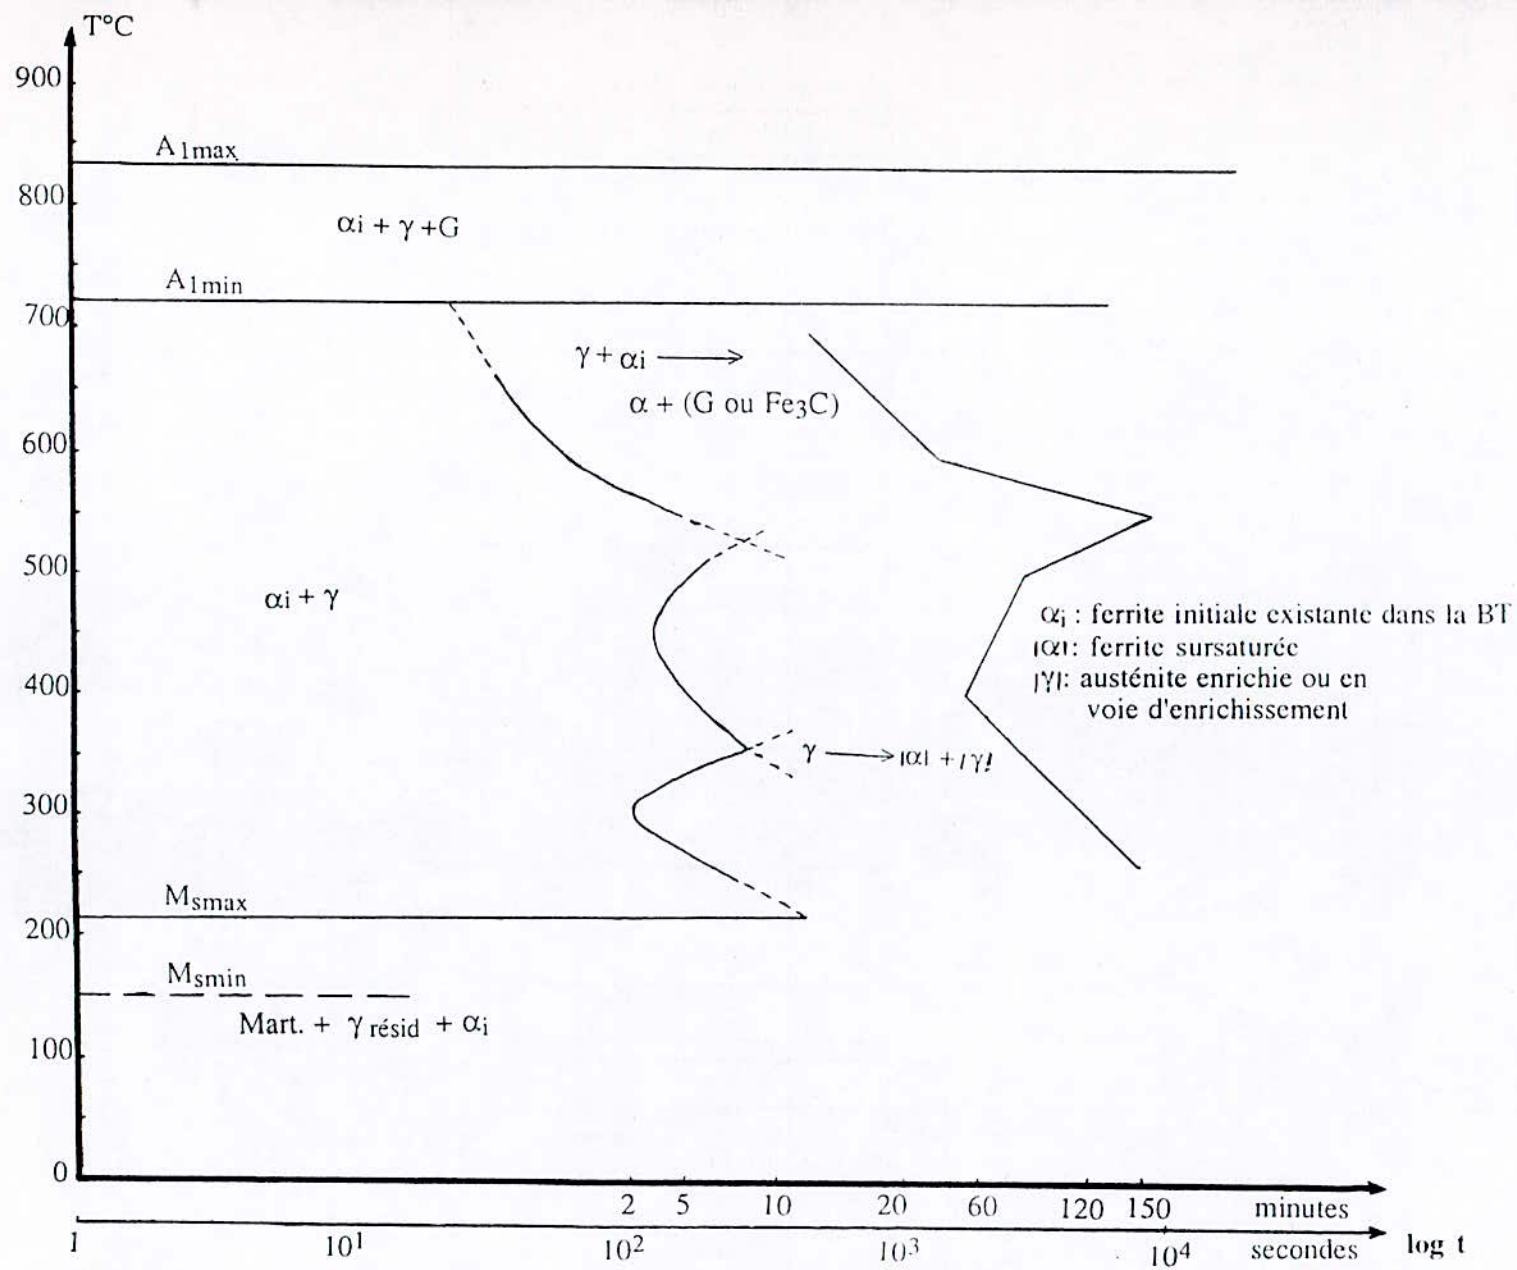 T°C
900
A1max
800
αi + γ +G
A1min
700
γ + αi ⟶
α + (G ou Fe3C)
600
500
αi + γ
αi : ferrite initiale existante dans la BT
|α|: ferrite sursaturée
|γ|: austénite enrichie ou en
voie d'enrichissement
400
γ ⟶ |α| + |γ|
300
Msmax
200
Msmin
Mart. + γ résid + αi
100
0
2 5 10 20 60 120 150 minutes
1 10¹ 10² 10³ 10⁴ secondes log t